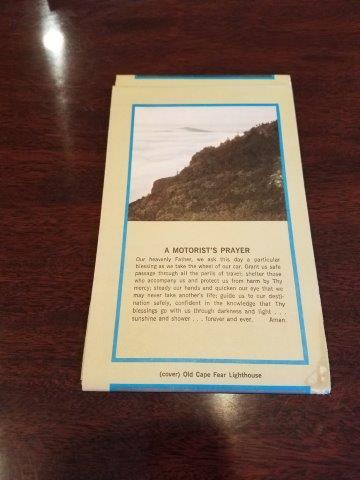 A MOTORIST'S PRAYER
Our heavenly Father, we ask this day a particular
blessing as we take the wheel of our car. Grant us safe
passage through all the perils of travel; shelter those
who accompany us and protect us from harm by Thy
mercy; steady our hands and quicken our eye that we
may never take another's life; guide us to our desti-
nation safely, confident in the knowledge that Thy
blessings go with us through darkness and light . . .
sunshine and shower . . . forever and ever. Aman.
(cover) Old Cape Fear Lighthouse